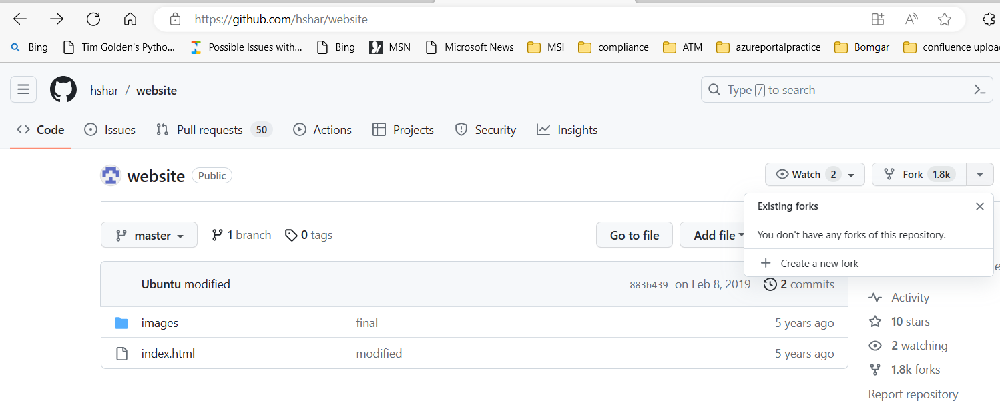 https://github.com/hshar/website
Bing Tim Golden's Pytho... Possible Issues with... Bing MSN Microsoft News MSI compliance ATM azureportalpractice Bomgar confluence uploa
hshar / website
Type / to search
Code Issues Pull requests 50 Actions Projects Security Insights
website Public
Watch 2 Fork 1.8k
Existing forks
You don't have any forks of this repository.
Create a new fork
master 1 branch 0 tags Go to file Add file
Ubuntu modified 883b439 on Feb 8, 2019 2 commits
images final 5 years ago
index.html modified 5 years ago
Activity
10 stars
2 watching
1.8k forks
Report repository